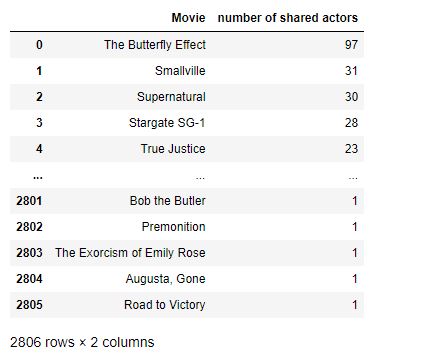 Movie number of shared actors
0 The Butterfly Effect 97
1 Smallville 31
2 Supernatural 30
3 Stargate SG-1 28
4 True Justice 23
... ... ...
2801 Bob the Butler 1
2802 Premonition 1
2803 The Exorcism of Emily Rose 1
2804 Augusta, Gone 1
2805 Road to Victory 1
2806 rows × 2 columns